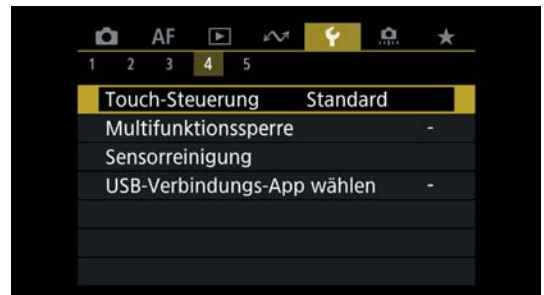 AF
1 2 3 4 5
Touch-Steuerung Standard
Multifunktionssperre -
Sensorreinigung
USB-Verbindungs-App wählen -